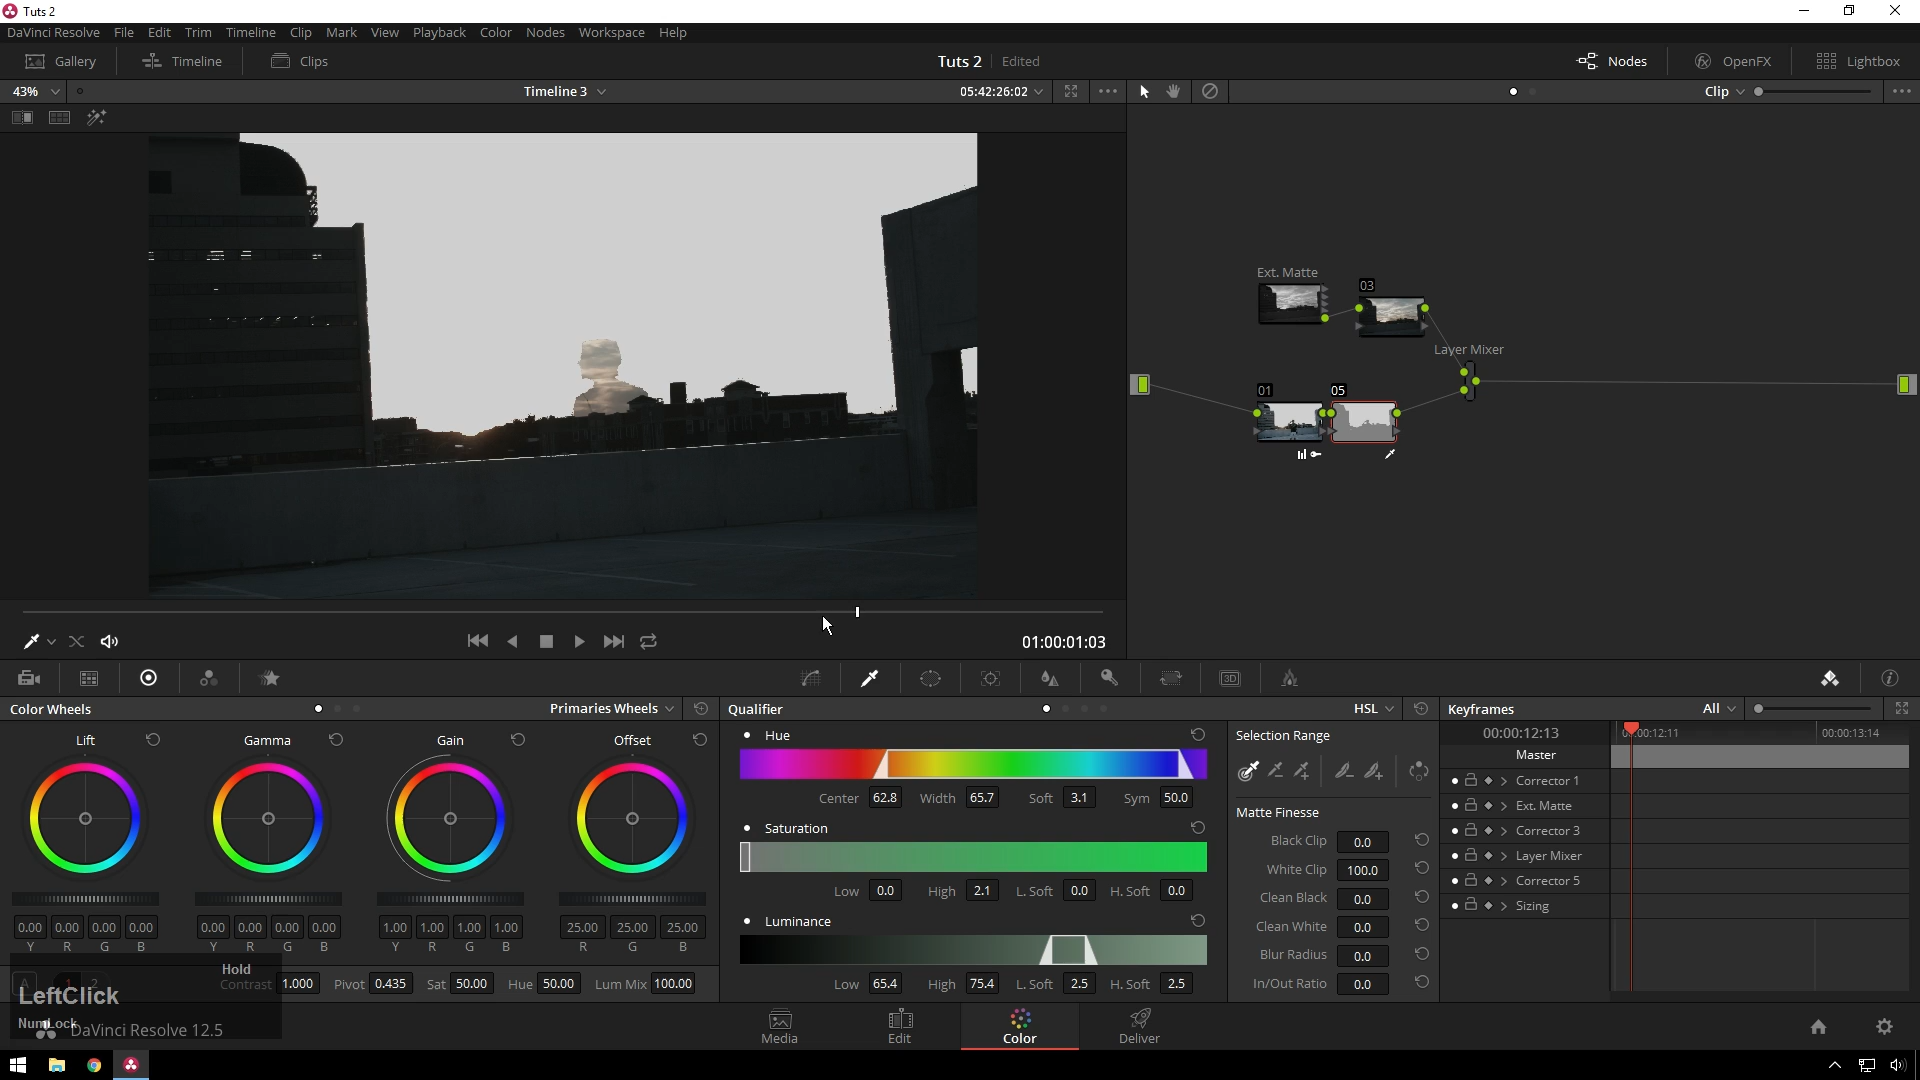 Tuts 2
DaVinci Resolve File Edit Trim Timeline Clip Mark View Playback Color Nodes Workspace Help
Gallery Timeline Clips Tuts 2 Edited Nodes OpenFX Lightbox
43% Timeline 3 05:42:26:02 Clip
Ext. Matte
03
Layer Mixer
01 05
01:00:01:03
Color Wheels Primaries Wheels Qualifier HSL Keyframes All
Lift Gamma Gain Offset
Hue
Center 62.8 Width 65.7 Soft 3.1 Sym 50.0
Saturation
Low 0.0 High 2.1 L. Soft 0.0 H. Soft 0.0
Luminance
Low 65.4 High 75.4 L. Soft 2.5 H. Soft 2.5
0.00 0.00 0.00 0.00 0.00 0.00 0.00 0.00 1.00 1.00 1.00 1.00 25.00 25.00 25.00
Y R G B Y R G B Y R G B R G B
A 1 2 Contrast 1.000 Pivot 0.435 Sat 50.00 Hue 50.00 Lum Mix 100.00
Selection Range
Matte Finesse
Black Clip 0.0
White Clip 100.0
Clean Black 0.0
Clean White 0.0
Blur Radius 0.0
In/Out Ratio 0.0
00:00:12:13 00:00:13:14
Master
Corrector 1
Ext. Matte
Corrector 3
Layer Mixer
Corrector 5
Sizing
Hold
LeftClick
NumLock
DaVinci Resolve 12.5
Media Edit Color Deliver
3D